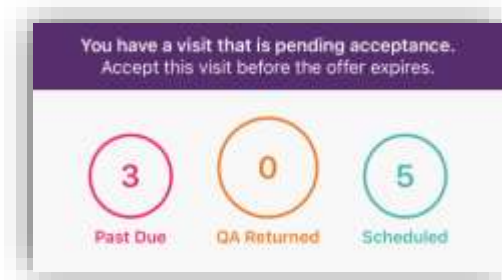 You have a visit that is pending acceptance.
Accept this visit before the offer expires.
3
0
5
Past Due
QA Returned
Scheduled